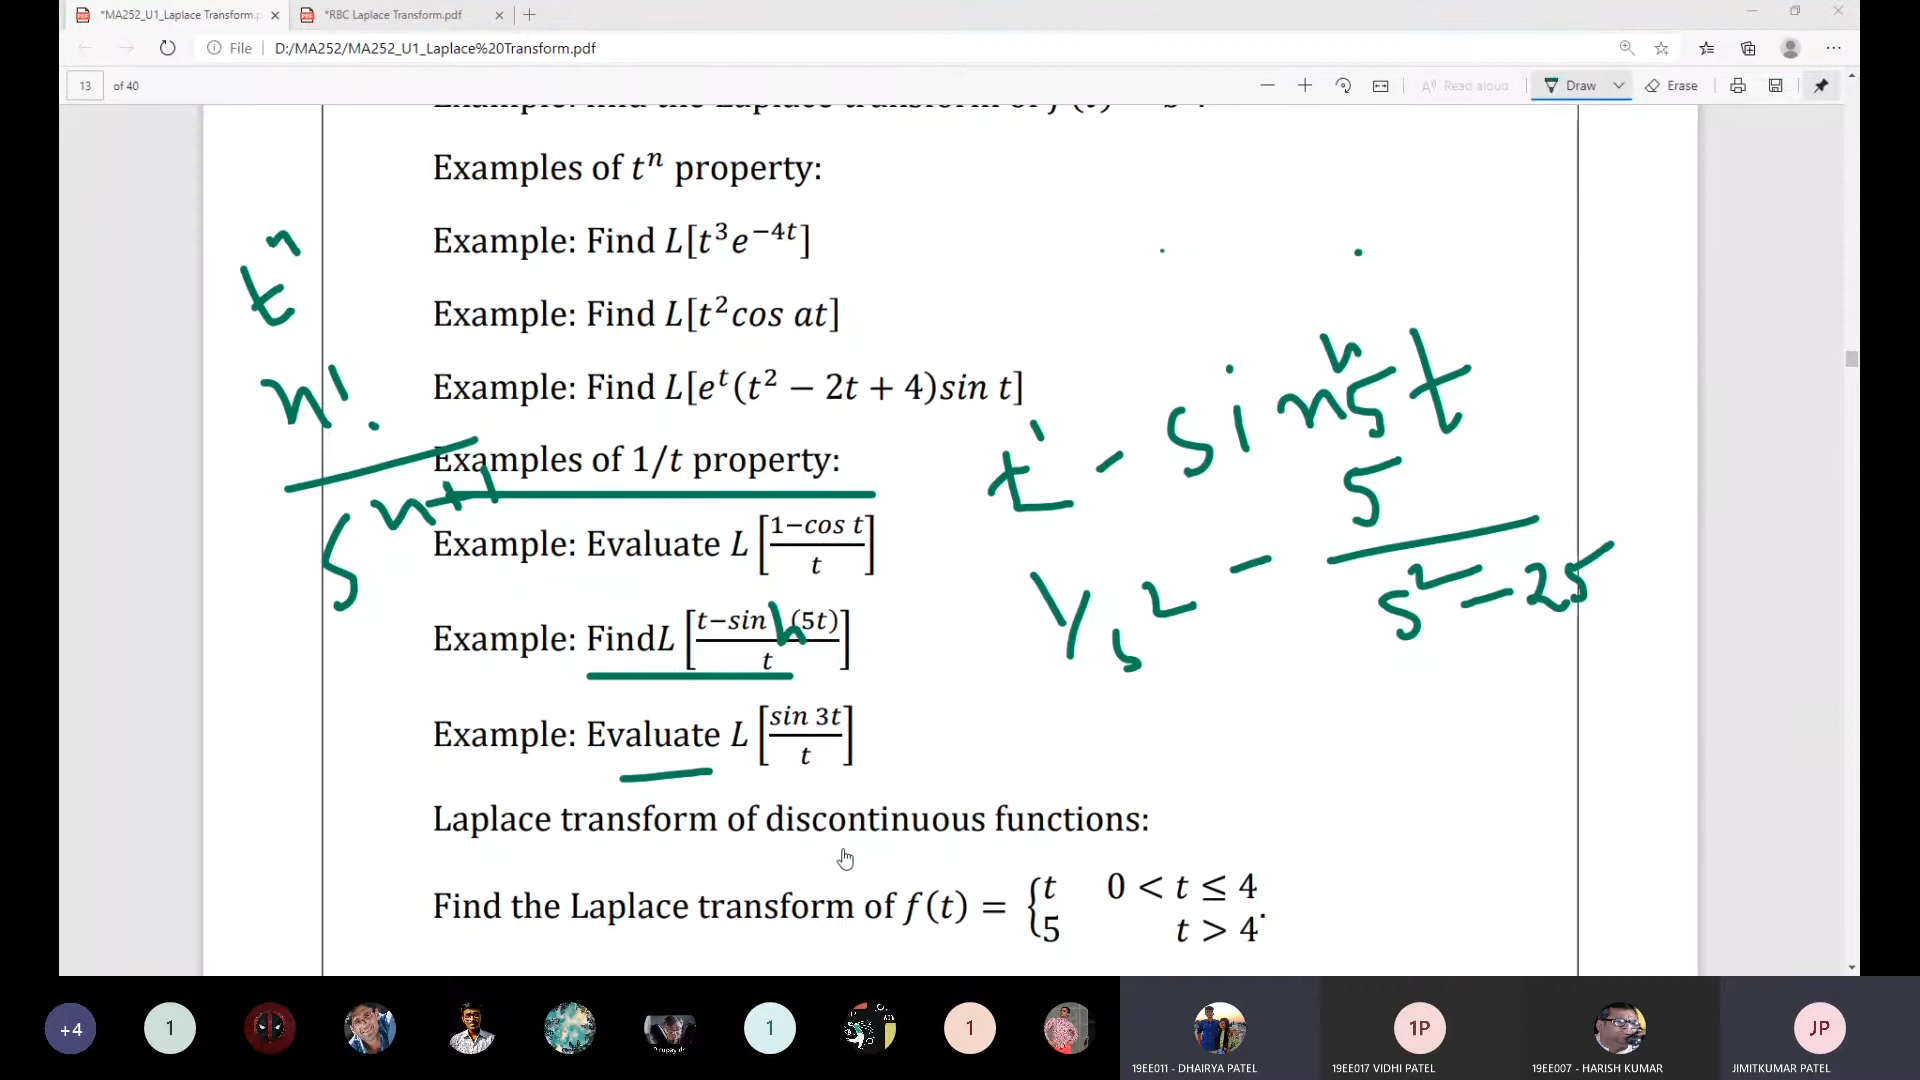 *MA252_U1_Laplace Transform.p
*RBC Laplace Transform.pdf
File
D:/MA252/MA252_U1_Laplace%20Transform.pdf
13 of 40
Read aloud
Draw
Erase
Examples of tⁿ property:
Example: Find L[t³e⁻⁴ᵗ]
Example: Find L[t²cos at]
Example: Find L[eᵗ(t² − 2t + 4)sin t]
Examples of 1/t property:
Example: Evaluate L [(1−cos t)/t]
Example: FindL [(t−sin h (5t))/t]
Example: Evaluate L [(sin 3t)/t]
Laplace transform of discontinuous functions:
Find the Laplace transform of f(t) = {t 0 < t ≤ 4
5 t > 4.
tⁿ
n!
sⁿ⁺¹
t¹ - sinh 5t
1/s² - 5/(s² - 25)
+4
1
1
1
1P
JP
19EE011 - DHAIRYA PATEL
19EE017 VIDHI PATEL
19EE007 - HARISH KUMAR
JIMITKUMAR PATEL